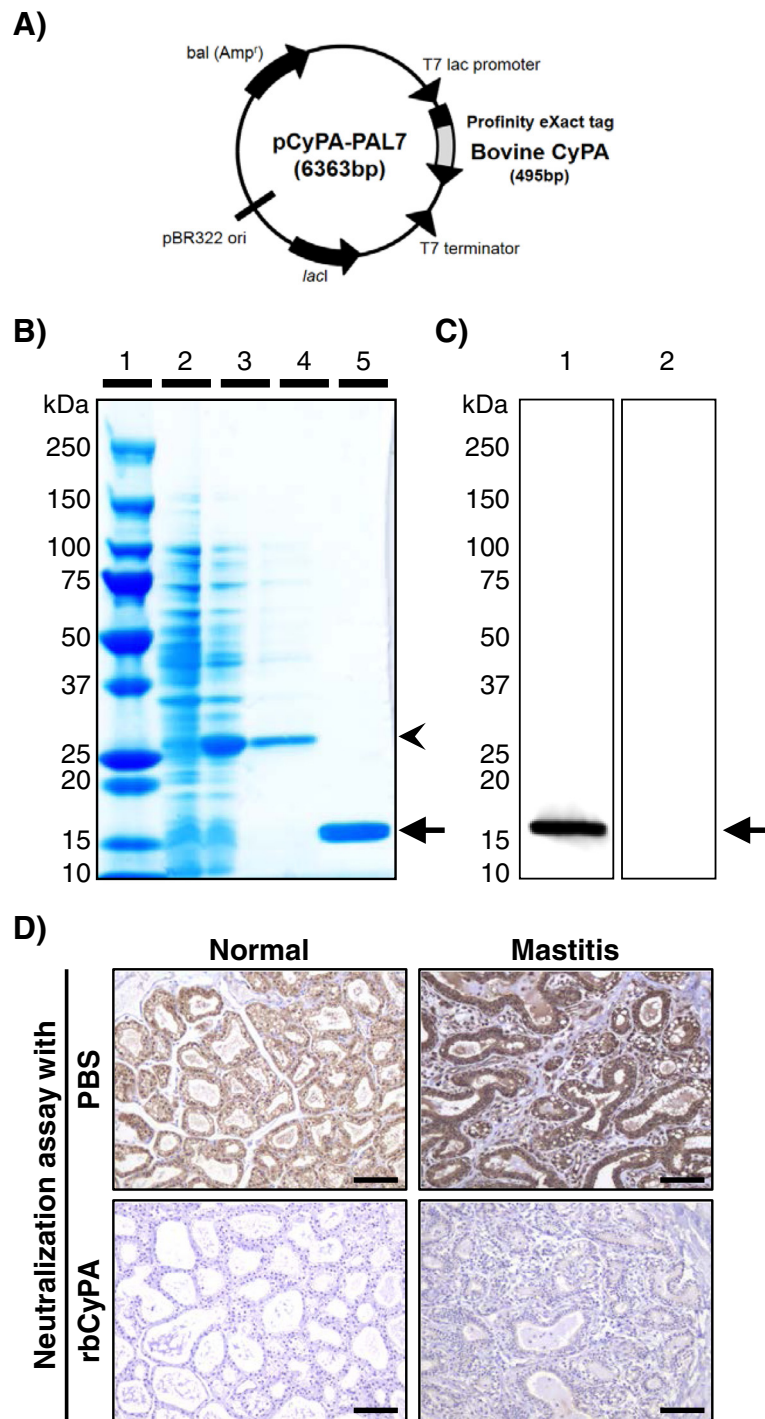 A)
bal (Ampʳ)
T7 lac promoter
Profinity eXact tag
pCyPA-PAL7
(6363bp)
Bovine CyPA
(495bp)
pBR322 ori
T7 terminator
lacI
B)
1 2 3 4 5
kDa
250
150
100
75
50
37
25
20
15
10
C)
1 2
kDa
250
150
100
75
50
37
25
20
15
10
D)
Normal Mastitis
Neutralization assay with
PBS
rbCyPA